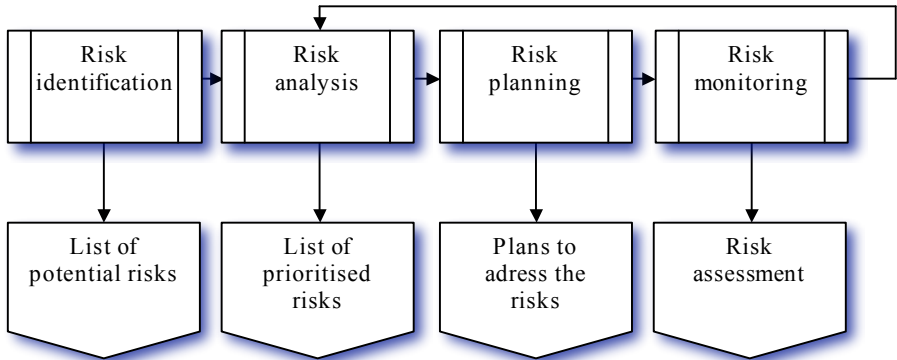 Risk
identification
Risk
analysis
Risk
planning
Risk
monitoring
List of
potential risks
List of
prioritised
risks
Plans to
adress the
risks
Risk
assessment